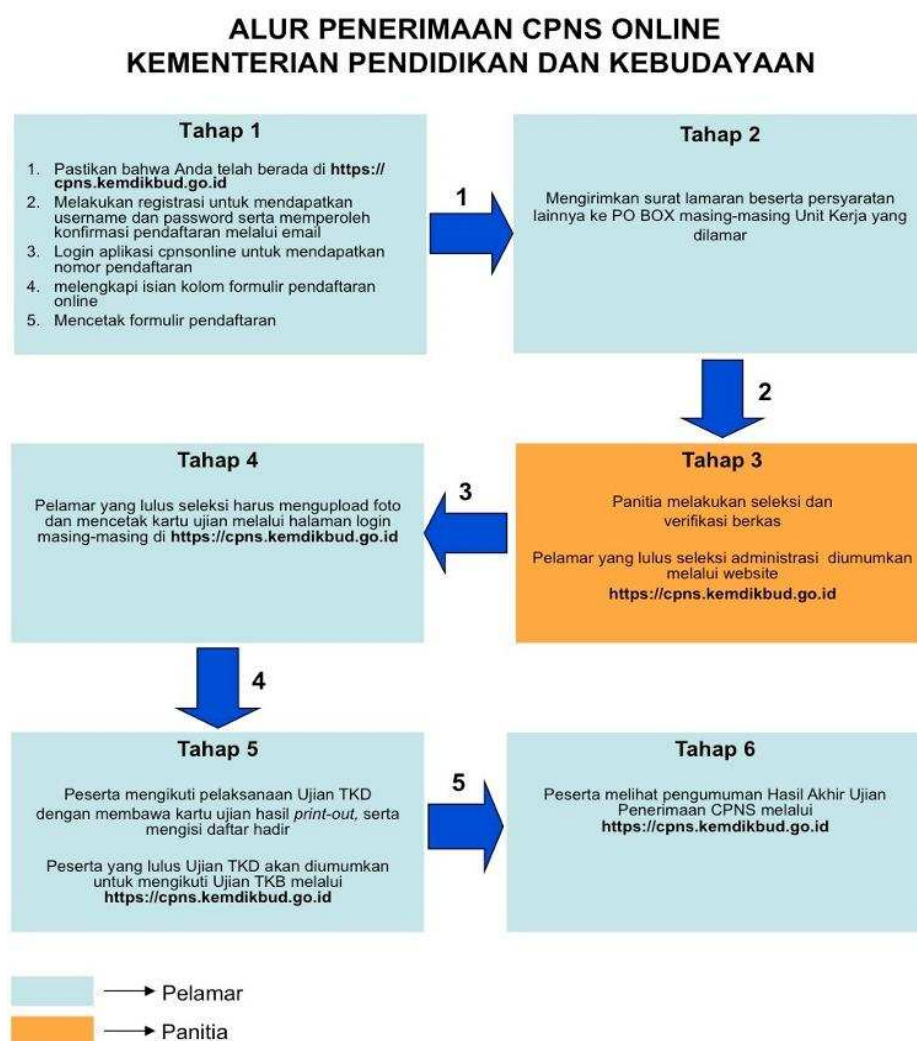 ALUR PENERIMAAN CPNS ONLINE
KEMENTERIAN PENDIDIKAN DAN KEBUDAYAAN
Tahap 1
1. Pastikan bahwa Anda telah berada di https://
cpns.kemdikbud.go.id
2. Melakukan registrasi untuk mendapatkan
username dan password serta memperoleh
konfirmasi pendaftaran melalui email
3. Login aplikasi cpnsonline untuk mendapatkan
nomor pendaftaran
4. melengkapi isian kolom formulir pendaftaran
online
5. Mencetak formulir pendaftaran
1
Tahap 2
Mengirimkan surat lamaran beserta persyaratan
lainnya ke PO BOX masing-masing Unit Kerja yang
dilamar
2
Tahap 3
Panitia melakukan seleksi dan
verifikasi berkas
Pelamar yang lulus seleksi administrasi diumumkan
melalui website
https://cpns.kemdikbud.go.id
3
Tahap 4
Pelamar yang lulus seleksi harus mengupload foto
dan mencetak kartu ujian melalui halaman login
masing-masing di https://cpns.kemdikbud.go.id
4
Tahap 5
Peserta mengikuti pelaksanaan Ujian TKD
dengan membawa kartu ujian hasil print-out, serta
mengisi daftar hadir
Peserta yang lulus Ujian TKD akan diumumkan
untuk mengikuti Ujian TKB melalui
https://cpns.kemdikbud.go.id
5
Tahap 6
Peserta melihat pengumuman Hasil Akhir Ujian
Penerimaan CPNS melalui
https://cpns.kemdikbud.go.id
Pelamar
Panitia